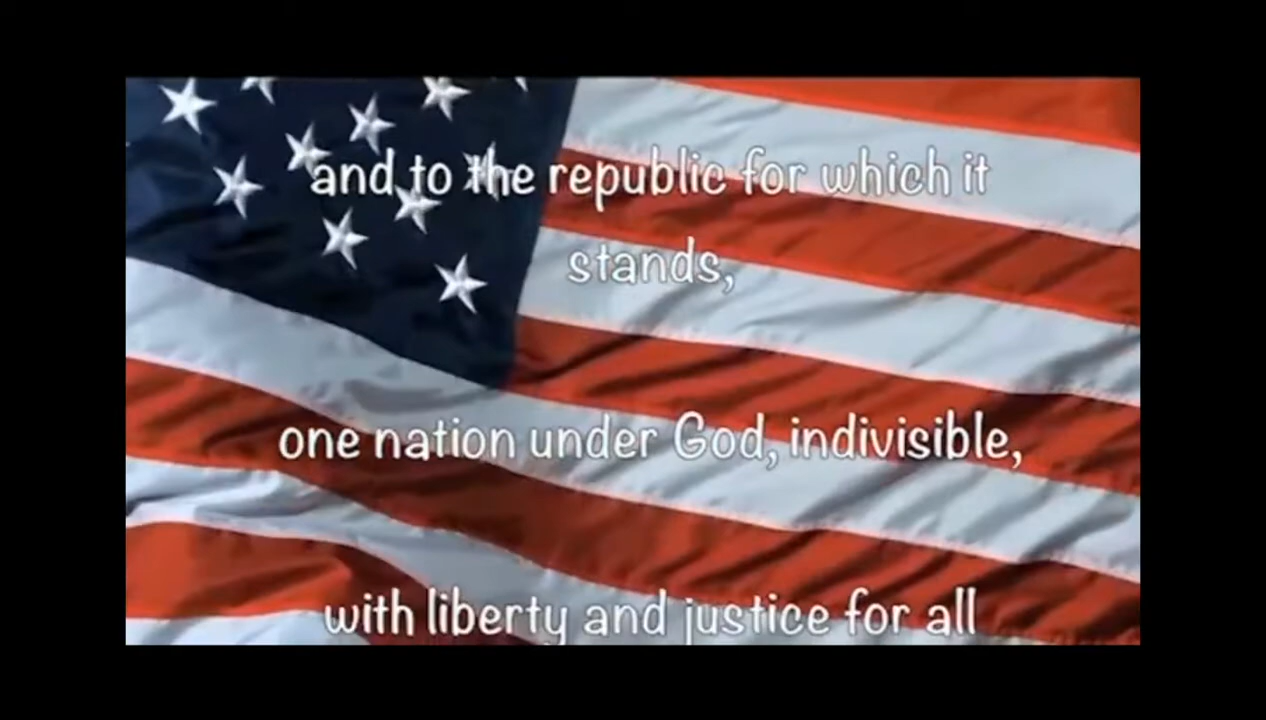 and to the republic for which it
stands,
one nation under God, indivisible,
with liberty and justice for all